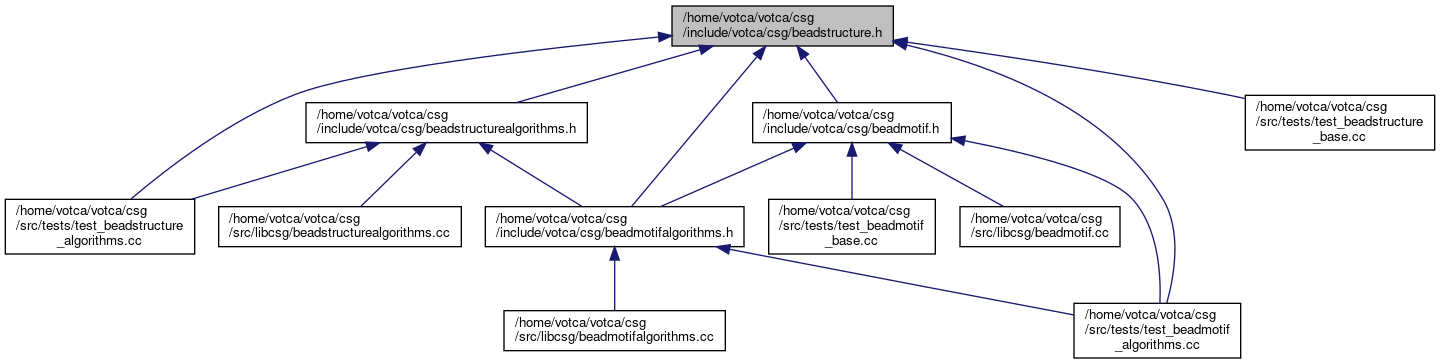 /home/votca/votca/csg
/include/votca/csg/beadstructure.h
/home/votca/votca/csg
/include/votca/csg/beadstructurealgorithms.h
/home/votca/votca/csg
/include/votca/csg/beadmotif.h
/home/votca/votca/csg
/src/tests/test_beadstructure
_base.cc
/home/votca/votca/csg
/src/tests/test_beadstructure
_algorithms.cc
/home/votca/votca/csg
/src/libcsg/beadstructurealgorithms.cc
/home/votca/votca/csg
/include/votca/csg/beadmotifalgorithms.h
/home/votca/votca/csg
/src/tests/test_beadmotif
_base.cc
/home/votca/votca/csg
/src/libcsg/beadmotif.cc
/home/votca/votca/csg
/src/libcsg/beadmotifalgorithms.cc
/home/votca/votca/csg
/src/tests/test_beadmotif
_algorithms.cc